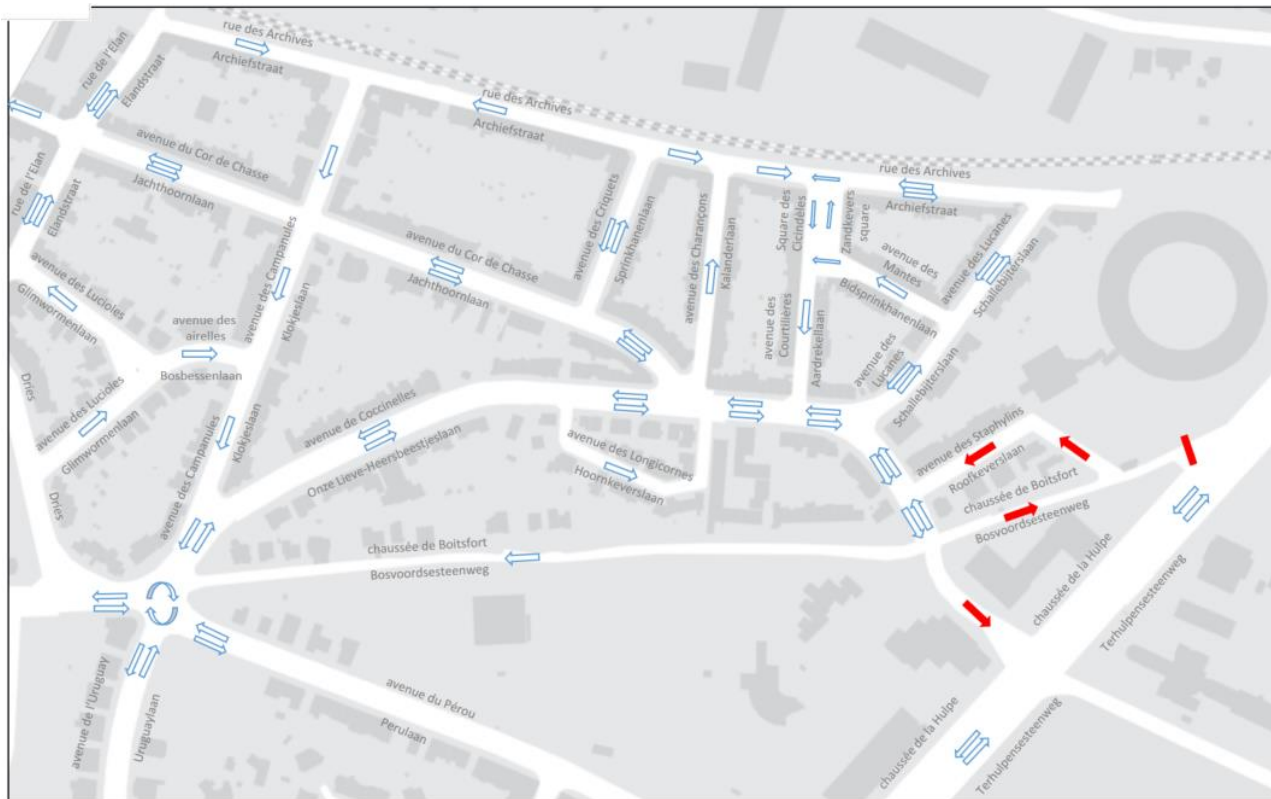 rue des Archives
Archiefstraat
rue de l'Elan
Elandstraat
rue des Archives
Archiefstraat
avenue du Cor de Chasse
Jachthoornlaan
rue des Archives
Archiefstraat
rue de l'Elan
Elandstraat
avenue des Criquets
Sprinkhanenlaan
avenue des Charançons
Kalanderlaan
Square des
Cicindèles
Zandkevers
square
avenue des
Mantes
Bidsprinkhanenlaan
avenue des Lucanes
Schallebijterslaan
avenue des Campanules
Klokjeslaan
avenue du Cor de Chasse
Jachthoornlaan
avenue des Lucioles
Glimwormenlaan
avenue des
airelles
Bosbessenlaan
avenue des
Courtilières
Aardrekellaan
avenue des
Lucanes
Schallebijterslaan
Dries
avenue des Lucioles
Glimwormenlaan
avenue de Coccinelles
Onze Lieve-Heersbeestjeslaan
avenue des Longicornes
Hoornkeverslaan
avenue des Staphylins
Roofkeverslaan
avenue des Campanules
Klokjeslaan
Dries
chaussée de Boitsfort
Bosvoordsesteenweg
chaussée de Boitsfort
Bosvoordsesteenweg
chaussée de la Hulpe
Terhulpensesteenweg
avenue de l'Uruguay
Uruguaylaan
avenue du Pérou
Perulaan
chaussée de la Hulpe
Terhulpensesteenweg